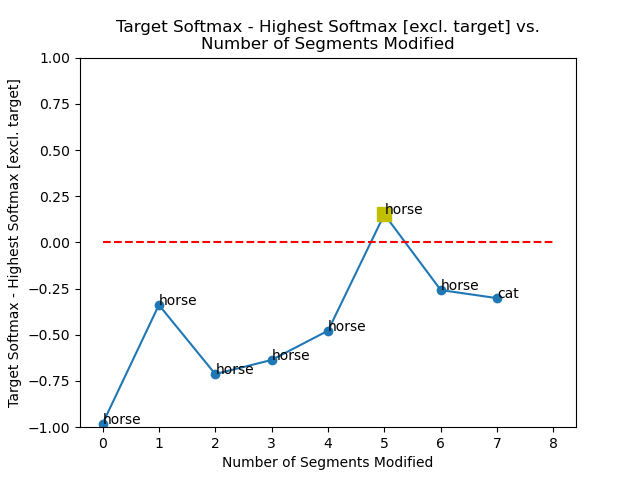 Target Softmax - Highest Softmax [excl. target] vs.
Number of Segments Modified
Target Softmax - Highest Softmax [excl. target]
1.00
0.75
0.50
0.25
0.00
−0.25
−0.50
−0.75
−1.00
horse
horse
horse
horse
horse
horse
horse
cat
0 1 2 3 4 5 6 7 8
Number of Segments Modified